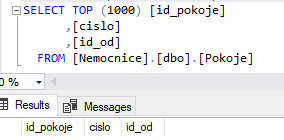 SELECT TOP (1000) [id_pokoje]
,[cislo]
,[id_od]
FROM [Nemocnice].[dbo].[Pokoje]
0 %
Results Messages
id_pokoje cislo id_od